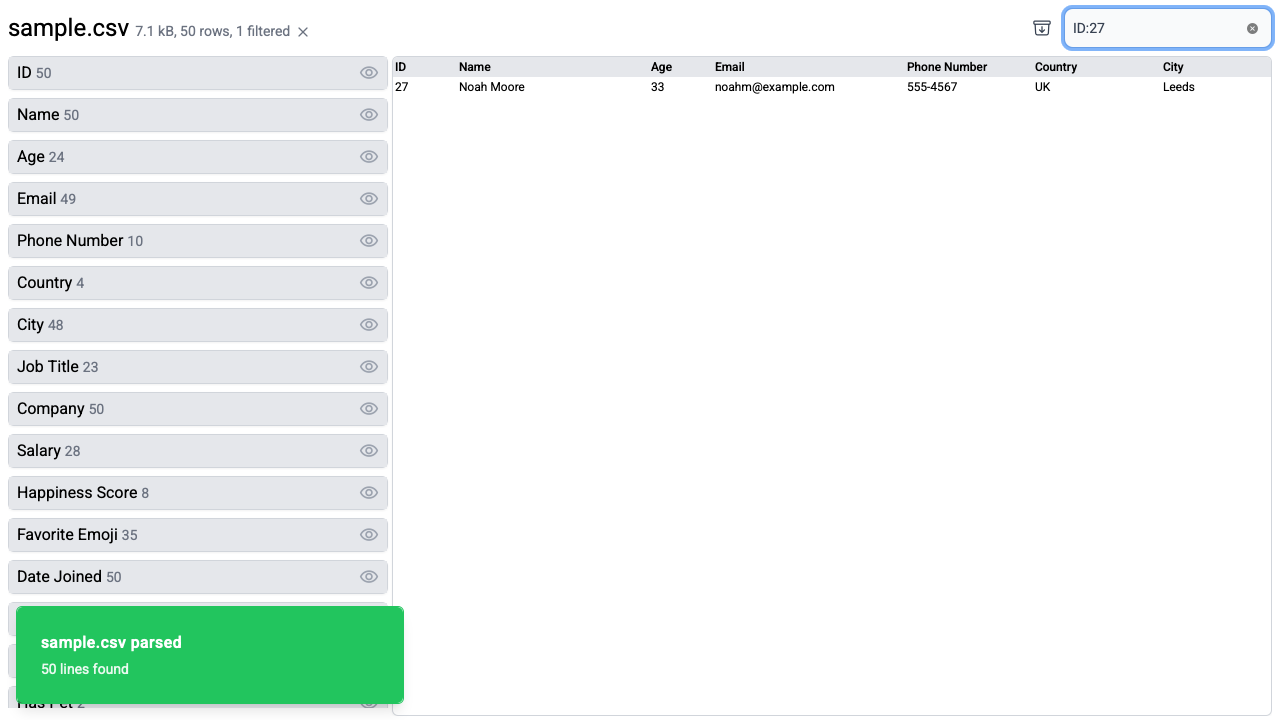 sample.csv 7.1 kB, 50 rows, 1 filtered
ID:27
ID 50
Name 50
Age 24
Email 49
Phone Number 10
Country 4
City 48
Job Title 23
Company 50
Salary 28
Happiness Score 8
Favorite Emoji 35
Date Joined 50
Has Pet 2
sample.csv parsed
50 lines found
ID Name Age Email Phone Number Country City
27 Noah Moore 33 noahm@example.com 555-4567 UK Leeds